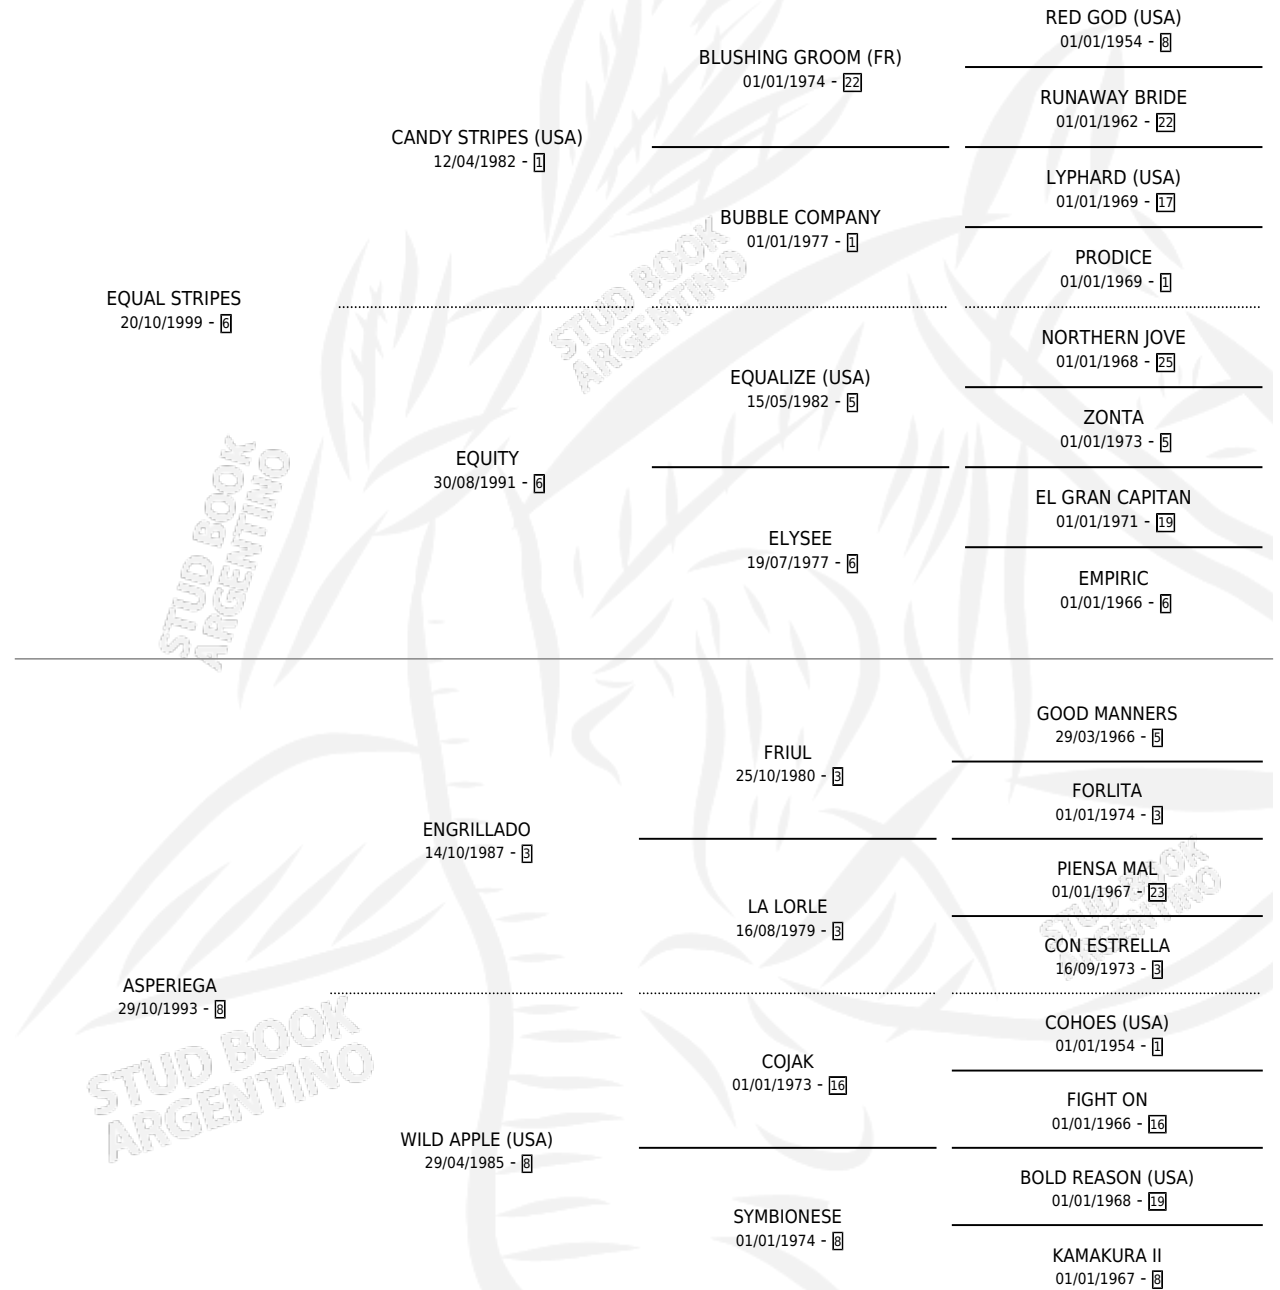 RED GOD (USA)
01/01/1954 - 8
BLUSHING GROOM (FR)
01/01/1974 - 22
RUNAWAY BRIDE
01/01/1962 - 22
CANDY STRIPES (USA)
12/04/1982 - 1
LYPHARD (USA)
01/01/1969 - 17
BUBBLE COMPANY
01/01/1977 - 1
PRODICE
01/01/1969 - 1
EQUAL STRIPES
20/10/1999 - 6
NORTHERN JOVE
01/01/1968 - 25
EQUALIZE (USA)
15/05/1982 - 5
ZONTA
01/01/1973 - 5
EQUITY
30/08/1991 - 6
EL GRAN CAPITAN
01/01/1971 - 19
ELYSEE
19/07/1977 - 6
EMPIRIC
01/01/1966 - 6
STUD BOOK
ARGENTINO
STUD BOOK
ARGENTINO
GOOD MANNERS
29/03/1966 - 5
FRIUL
25/10/1980 - 3
FORLITA
01/01/1974 - 3
ENGRILLADO
14/10/1987 - 3
PIENSA MAL
01/01/1967 - 23
LA LORLE
16/08/1979 - 3
CON ESTRELLA
16/09/1973 - 3
ASPERIEGA
29/10/1993 - 8
COHOES (USA)
01/01/1954 - 1
COJAK
01/01/1973 - 16
FIGHT ON
01/01/1966 - 16
WILD APPLE (USA)
29/04/1985 - 8
BOLD REASON (USA)
01/01/1968 - 19
SYMBIONESE
01/01/1974 - 8
KAMAKURA II
01/01/1967 - 8
STUD BOOK
ARGENTINO
STUD BOOK
ARGENTINO